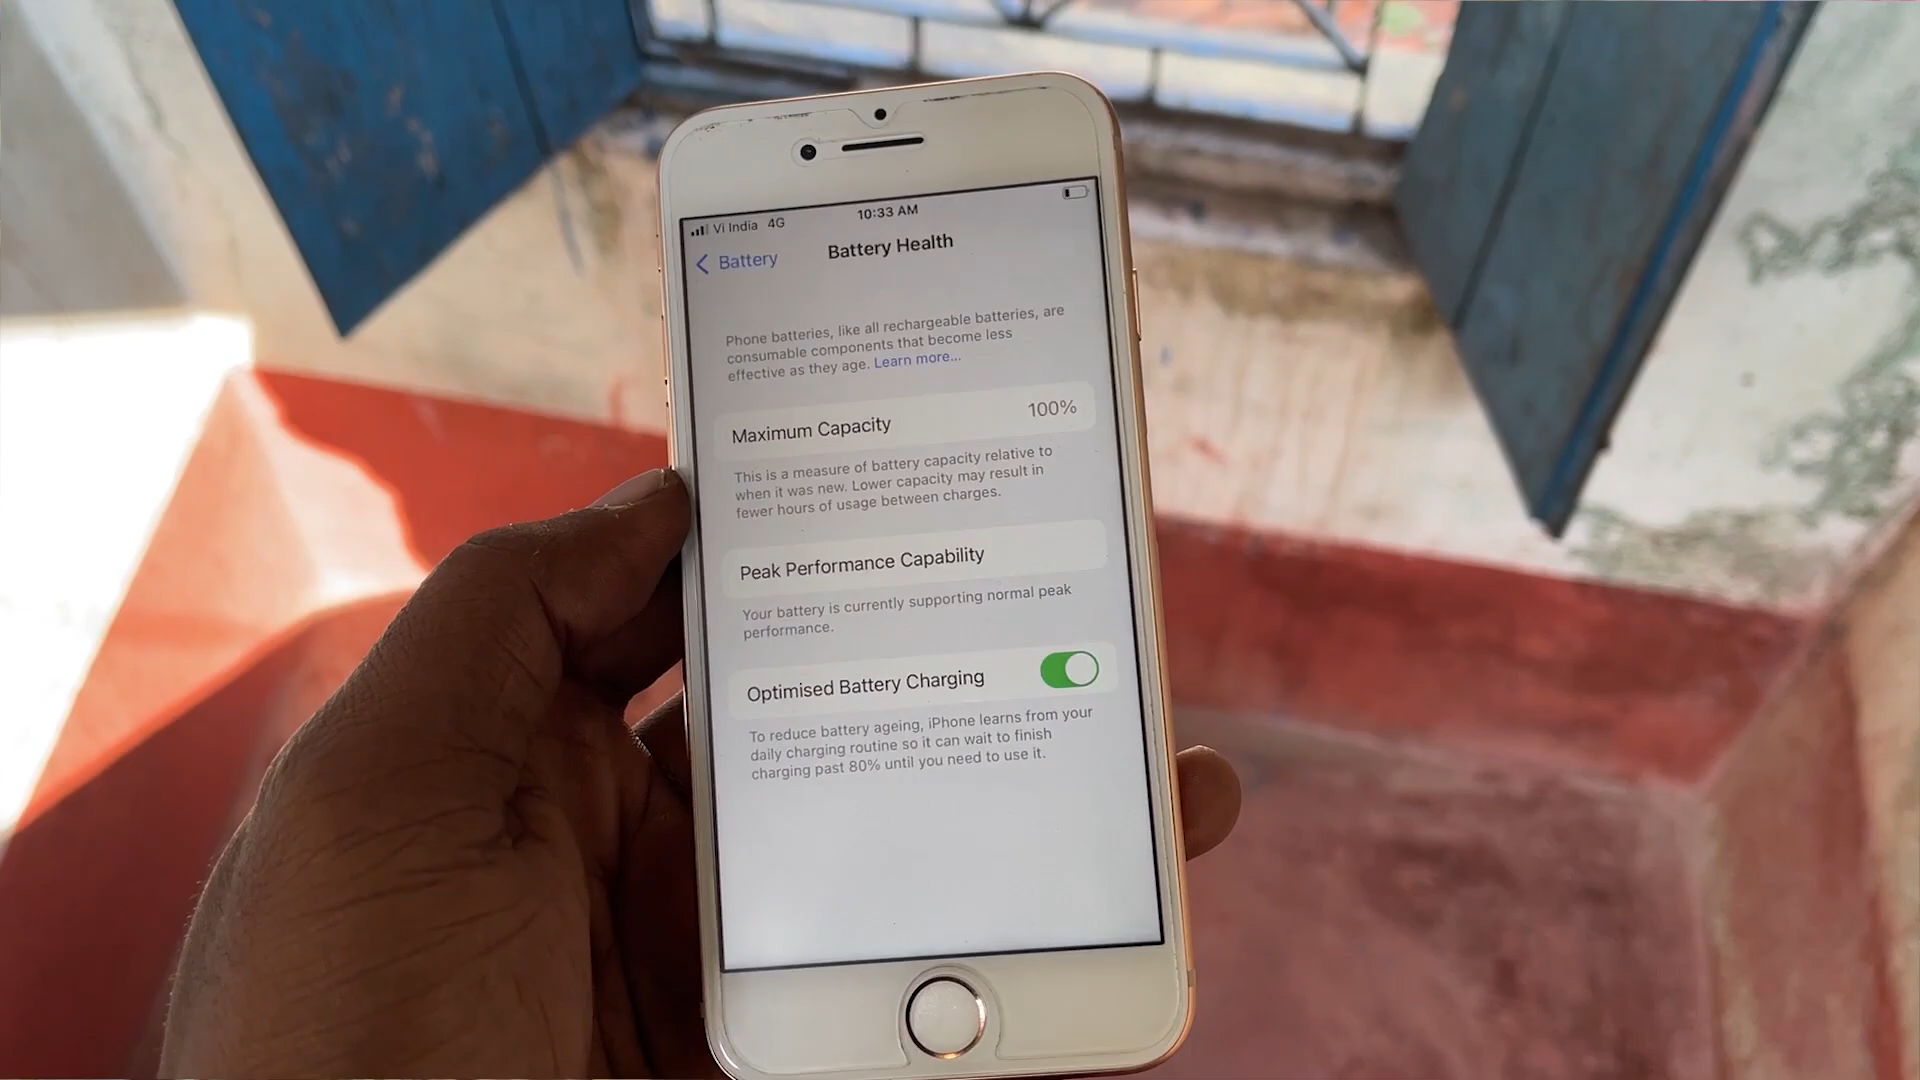 Vi India 4G 10:33 AM
Battery Battery Health
Phone batteries, like all rechargeable batteries, are
consumable components that become less
effective as they age. Learn more...
Maximum Capacity 100%
This is a measure of battery capacity relative to
when it was new. Lower capacity may result in
fewer hours of usage between charges.
Peak Performance Capability
Your battery is currently supporting normal peak
performance.
Optimised Battery Charging
To reduce battery ageing, iPhone learns from your
daily charging routine so it can wait to finish
charging past 80% until you need to use it.